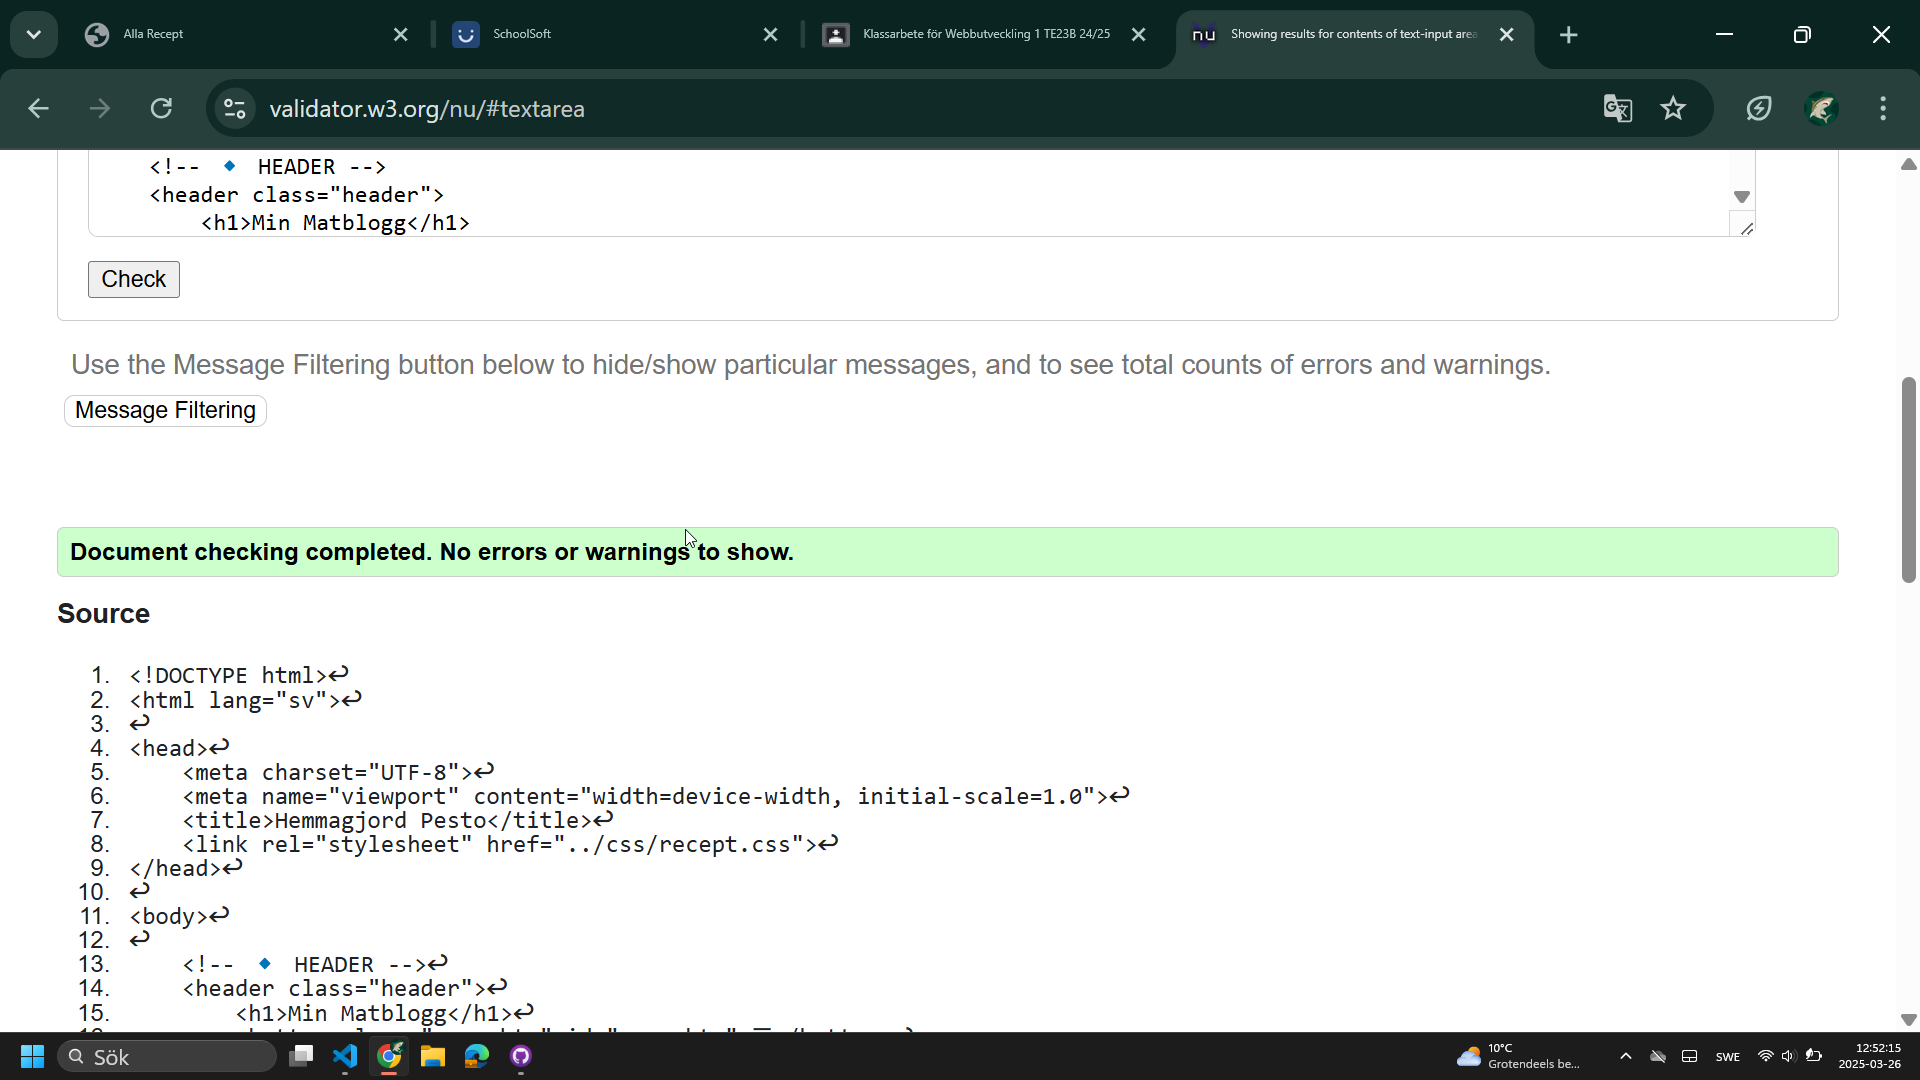 Alla Recept
SchoolSoft
Klassarbete för Webbutveckling 1 TE23B 24/25
nu Showing results for contents of text-input area
validator.w3.org/nu/#textarea
<!-- 🔹 HEADER -->
<header class="header">
<h1>Min Matblogg</h1>
Check
Use the Message Filtering button below to hide/show particular messages, and to see total counts of errors and warnings.
Message Filtering
Document checking completed. No errors or warnings to show.
Source
1. <!DOCTYPE html>↩
2. <html lang="sv">↩
3. ↩
4. <head>↩
5. <meta charset="UTF-8">↩
6. <meta name="viewport" content="width=device-width, initial-scale=1.0">↩
7. <title>Hemmagjord Pesto</title>↩
8. <link rel="stylesheet" href="../css/recept.css">↩
9. </head>↩
10. ↩
11. <body>↩
12. ↩
13. <!-- 🔹 HEADER -->↩
14. <header class="header">↩
15. <h1>Min Matblogg</h1>↩
Sök
10°C
Grotendeels be...
SWE
12:52:15
2025-03-26